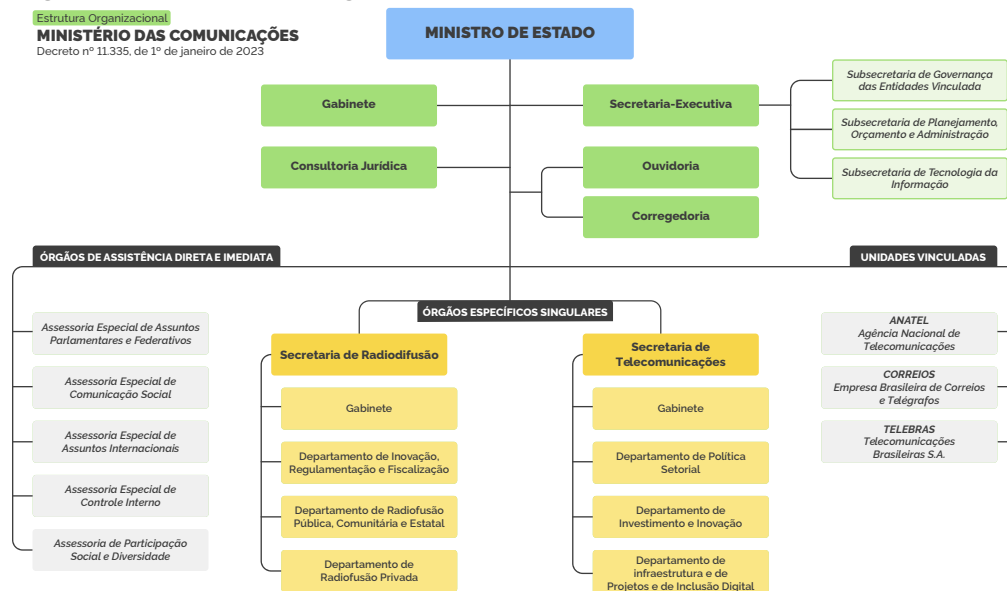 Estrutura Organizacional
MINISTÉRIO DAS COMUNICAÇÕES
Decreto nº 11.335, de 1º de janeiro de 2023
MINISTRO DE ESTADO
Gabinete
Secretaria-Executiva
Subsecretaria de Governança
das Entidades Vinculada
Subsecretaria de Planejamento,
Orçamento e Administração
Subsecretaria de Tecnologia da
Informação
Consultoria Jurídica
Ouvidoria
Corregedoria
ÓRGÃOS DE ASSISTÊNCIA DIRETA E IMEDIATA
Assessoria Especial de Assuntos
Parlamentares e Federativos
Assessoria Especial de
Comunicação Social
Assessoria Especial de
Assuntos Internacionais
Assessoria Especial de
Controle Interno
Assessoria de Participação
Social e Diversidade
ÓRGÃOS ESPECÍFICOS SINGULARES
Secretaria de Radiodifusão
Gabinete
Departamento de Inovação,
Regulamentação e Fiscalização
Departamento de Radiofusão
Pública, Comunitária e Estatal
Departamento de
Radiofusão Privada
Secretaria de
Telecomunicações
Gabinete
Departamento de Política
Setorial
Departamento de
Investimento e Inovação
Departamento de
infraestrutura e de
Projetos e de Inclusão Digital
UNIDADES VINCULADAS
ANATEL
Agência Nacional de
Telecomunicações
CORREIOS
Empresa Brasileira de Correios
e Telégrafos
TELEBRAS
Telecomunicações
Brasileiras S.A.